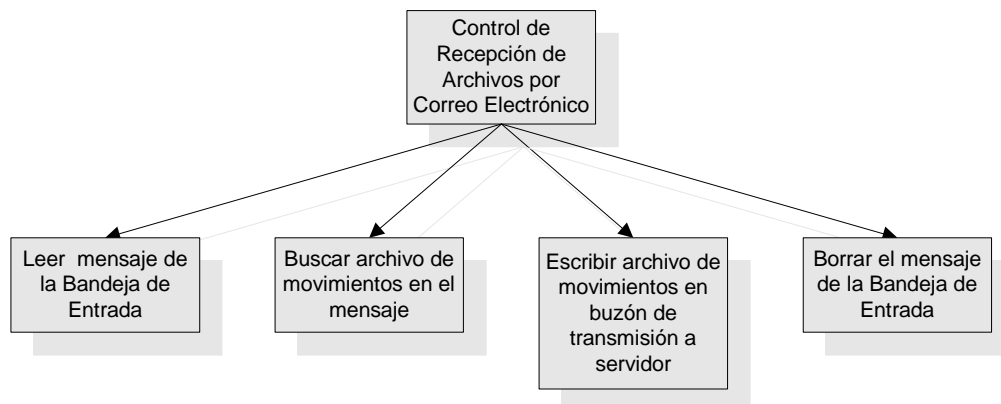 Control de
Recepción de
Archivos por
Correo Electrónico
Leer mensaje de
la Bandeja de
Entrada
Buscar archivo de
movimientos en el
mensaje
Escribir archivo de
movimientos en
buzón de
transmisión a
servidor
Borrar el mensaje
de la Bandeja de
Entrada